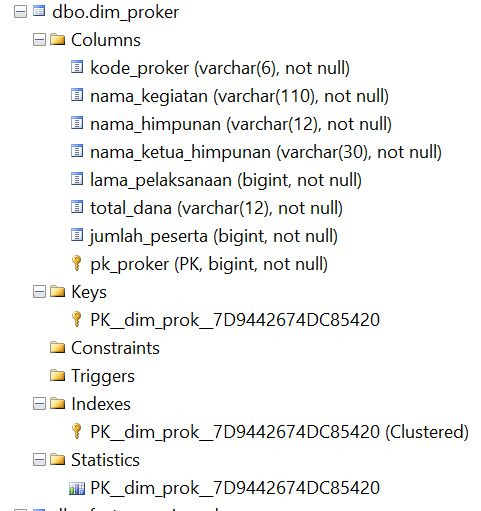 dbo.dim_proker
Columns
kode_proker (varchar(6), not null)
nama_kegiatan (varchar(110), not null)
nama_himpunan (varchar(12), not null)
nama_ketua_himpunan (varchar(30), not null)
lama_pelaksanaan (bigint, not null)
total_dana (varchar(12), not null)
jumlah_peserta (bigint, not null)
pk_proker (PK, bigint, not null)
Keys
PK__dim_prok__7D9442674DC85420
Constraints
Triggers
Indexes
PK__dim_prok__7D9442674DC85420 (Clustered)
Statistics
PK__dim_prok__7D9442674DC85420